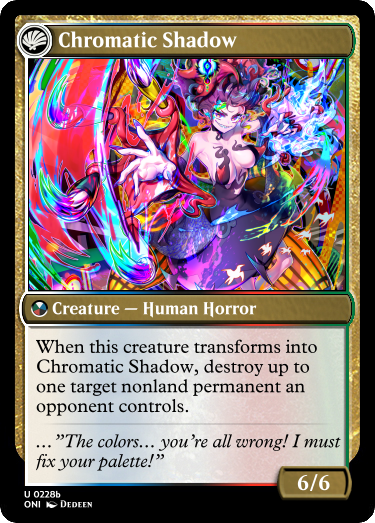 Chromatic Shadow
Creature — Human Horror
When this creature transforms into
Chromatic Shadow, destroy up to
one target nonland permanent an
opponent controls.
…"The colors… you're all wrong! I must
fix your palette!"
6/6
U 0228b
ONI DEDEEN